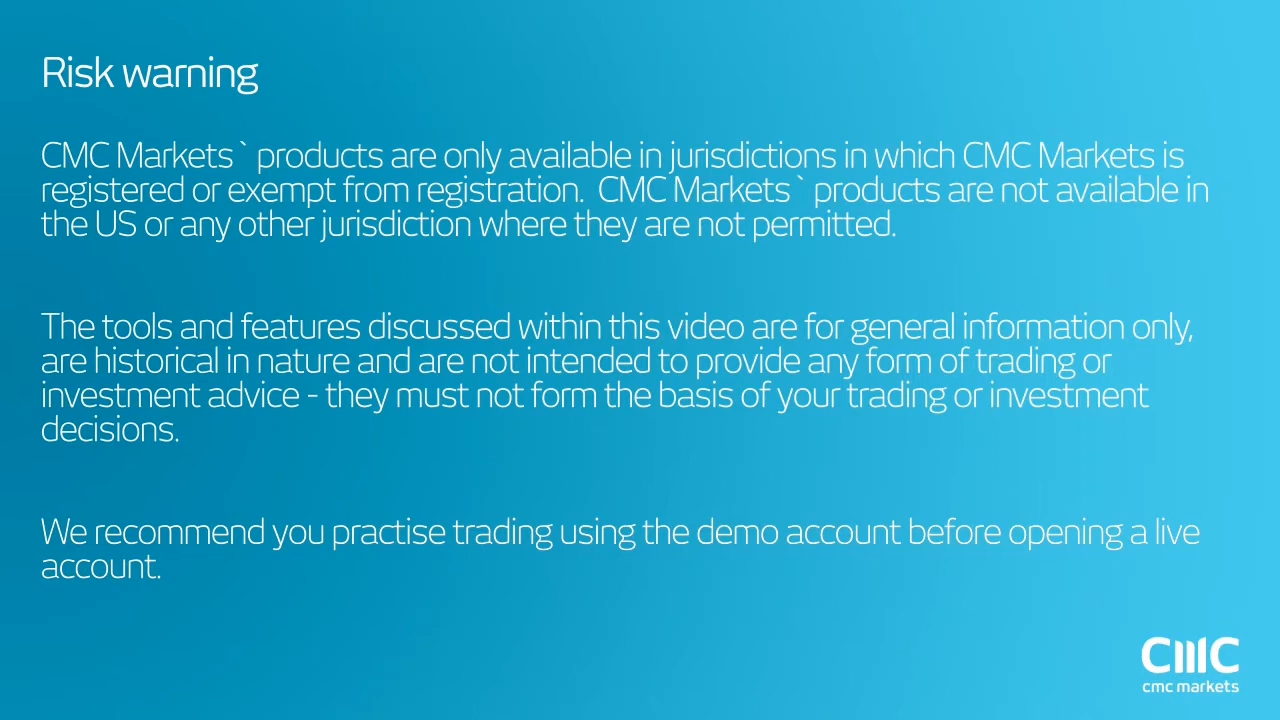 Risk warning
CMC Markets` products are only available in jurisdictions in which CMC Markets is
registered or exempt from registration.  CMC Markets` products are not available in
the US or any other jurisdiction where they are not permitted.
The tools and features discussed within this video are for general information only,
are historical in nature and are not intended to provide any form of trading or
investment advice - they must not form the basis of your trading or investment
decisions.
We recommend you practise trading using the demo account before opening a live
account.
CMC
cmc markets